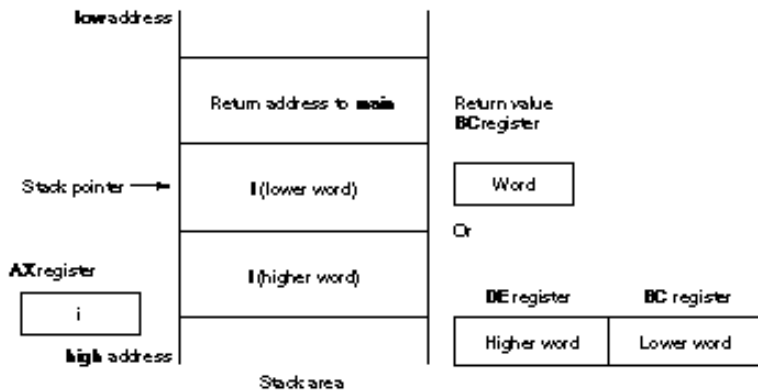 low address
Return address to main
Return value
BC register
Stack pointer
l (lower word)
Word
Or
AX register
l (higher word)
i
DE register
BC register
Higher word
Lower word
high address
Stack area